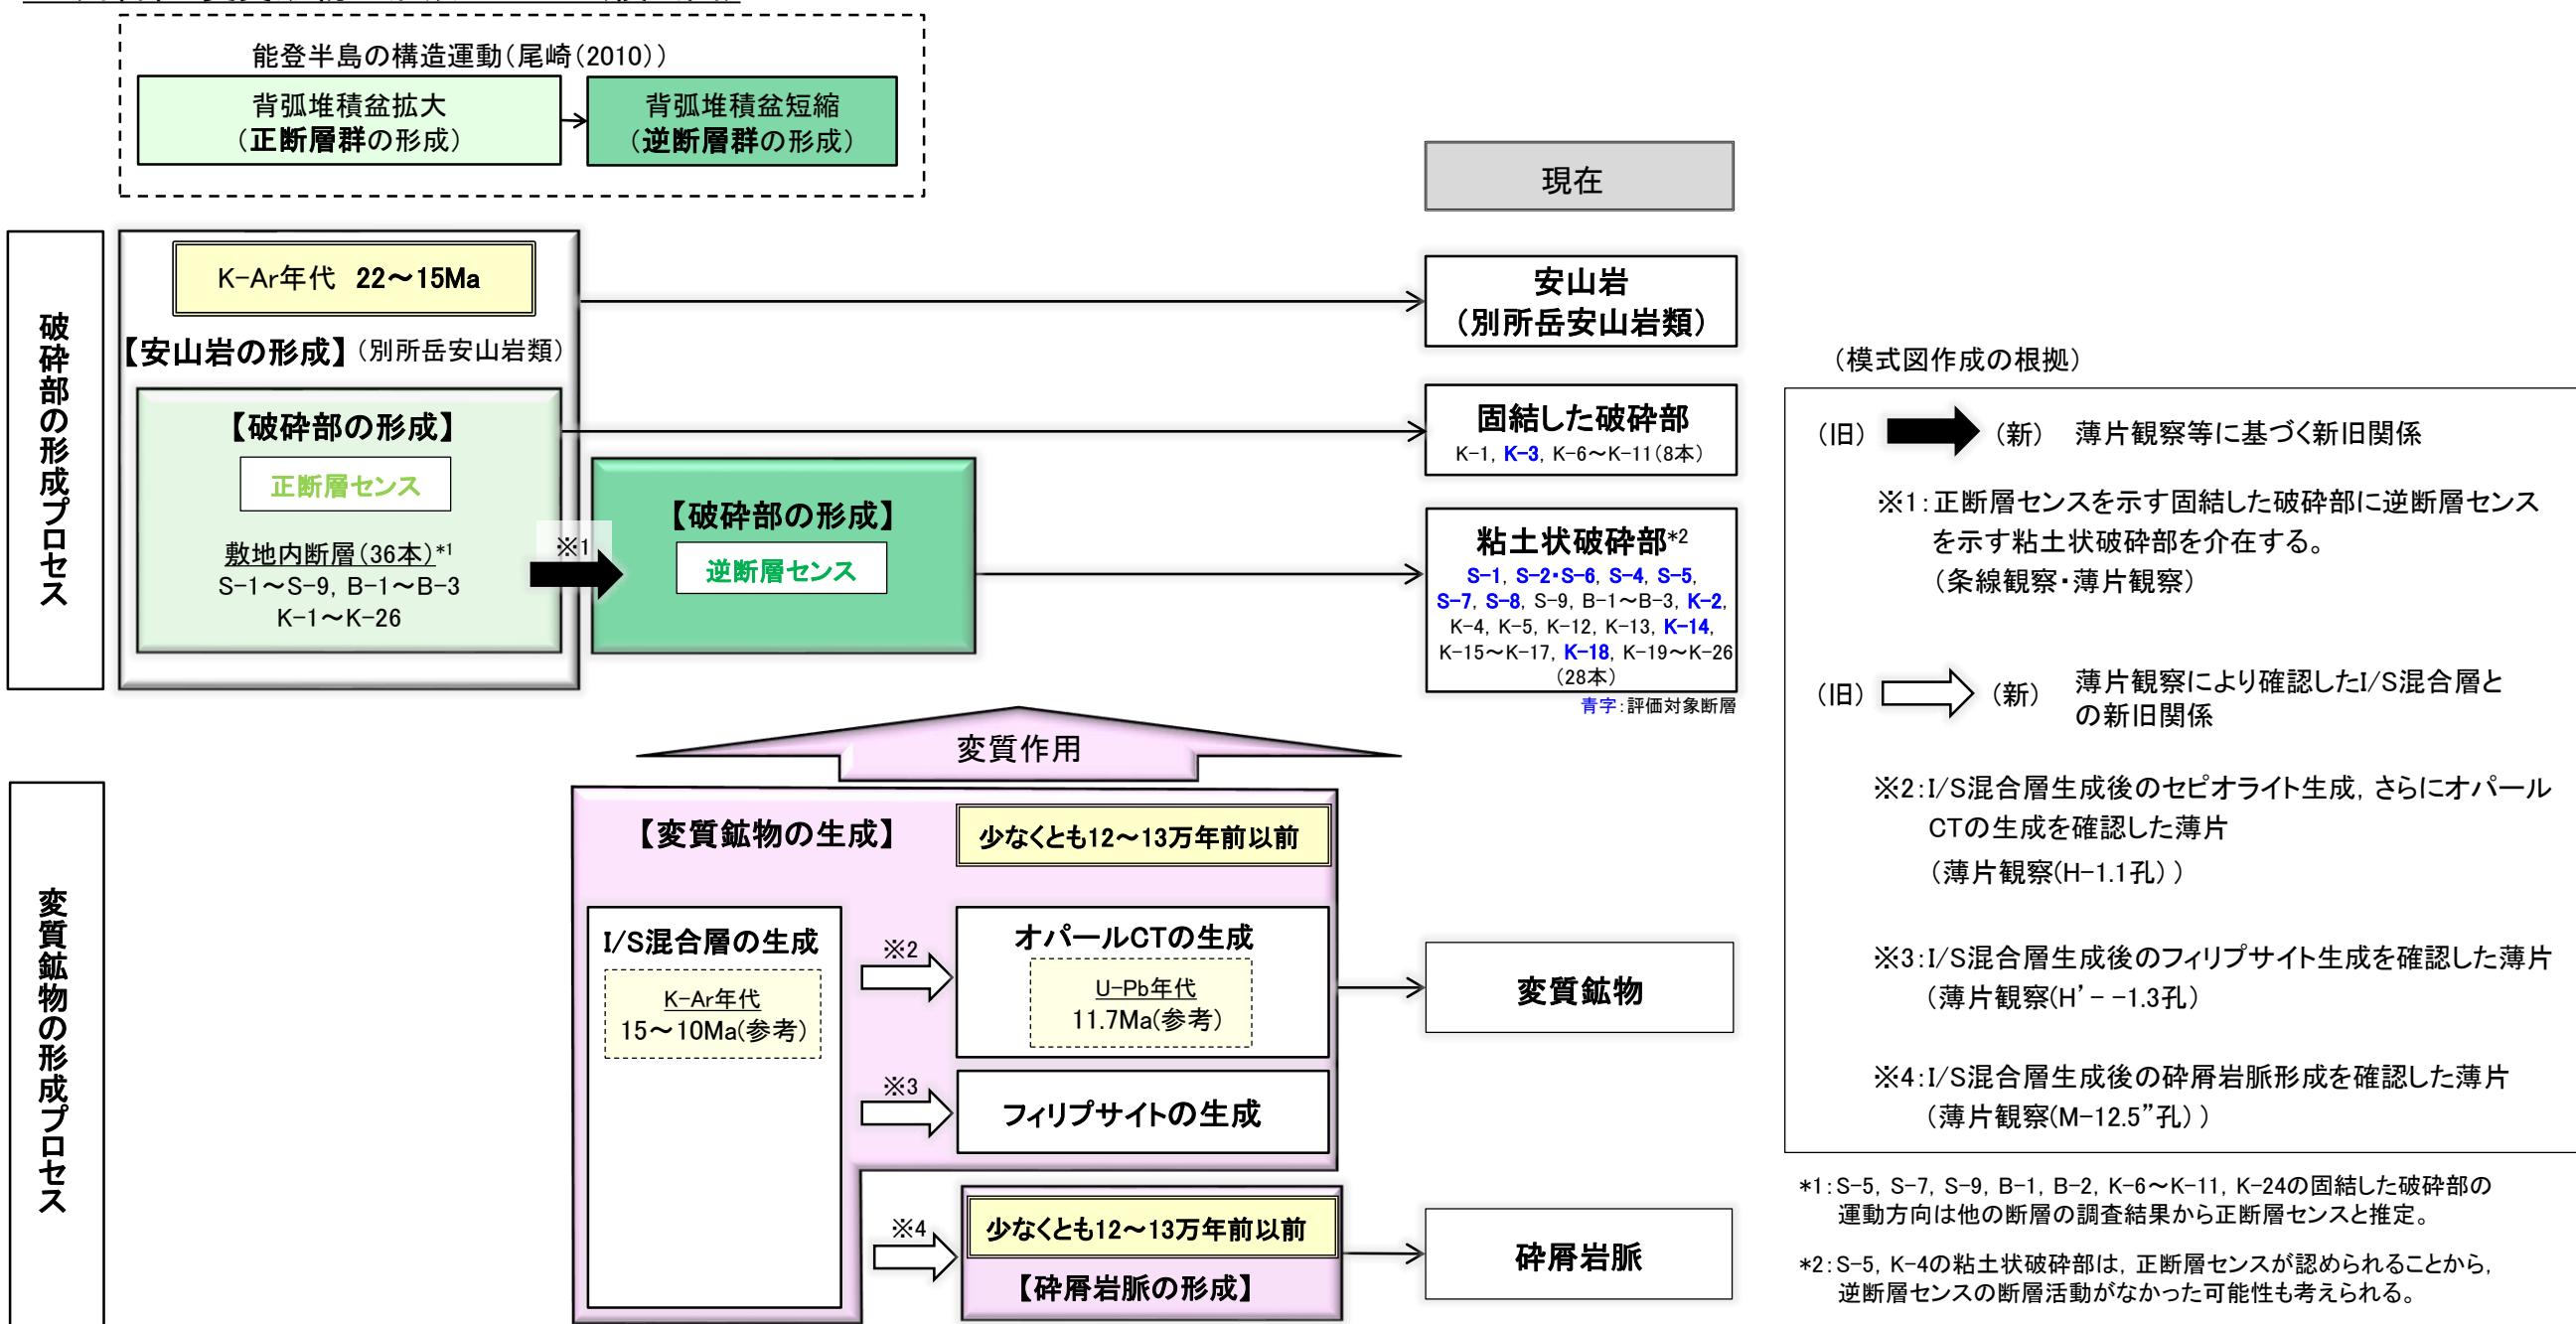 能登半島の構造運動（尾崎（2010））
背弧堆積盆拡大
（正断層群の形成）
背弧堆積盆短縮
（逆断層群の形成）
現在
破砕部の形成プロセス
K-Ar年代 22～15Ma
【安山岩の形成】（別所岳安山岩類）
【破砕部の形成】
正断層センス
敷地内断層（36本）*1
S-1～S-9, B-1～B-3
K-1～K-26
※1
【破砕部の形成】
逆断層センス
安山岩
（別所岳安山岩類）
固結した破砕部
K-1, K-3, K-6～K-11（8本）
粘土状破砕部*2
S-1, S-2・S-6, S-4, S-5,
S-7, S-8, S-9, B-1～B-3, K-2,
K-4, K-5, K-12, K-13, K-14,
K-15～K-17, K-18, K-19～K-26
（28本）
青字：評価対象断層
変質作用
変質鉱物の形成プロセス
【変質鉱物の生成】
少なくとも12～13万年前以前
I/S混合層の生成
K-Ar年代
15～10Ma(参考)
※2
オパールCTの生成
U-Pb年代
11.7Ma(参考)
※3
フィリプサイトの生成
※4
少なくとも12～13万年前以前
【砕屑岩脈の形成】
変質鉱物
砕屑岩脈
（模式図作成の根拠）
（旧）（新） 薄片観察等に基づく新旧関係
※1：正断層センスを示す固結した破砕部に逆断層センス
を示す粘土状破砕部を介在する。
（条線観察・薄片観察）
（旧）（新） 薄片観察により確認したI/S混合層と
の新旧関係
※2：I/S混合層生成後のセピオライト生成，さらにオパール
CTの生成を確認した薄片
（薄片観察(H-1.1孔)）
※3：I/S混合層生成後のフィリプサイト生成を確認した薄片
（薄片観察(H’- -1.3孔）
※4：I/S混合層生成後の砕屑岩脈形成を確認した薄片
（薄片観察(M-12.5”孔)）
*1：S-5, S-7, S-9, B-1, B-2, K-6～K-11, K-24の固結した破砕部の
運動方向は他の断層の調査結果から正断層センスと推定。
*2：S-5, K-4の粘土状破砕部は，正断層センスが認められることから，
逆断層センスの断層活動がなかった可能性も考えられる。